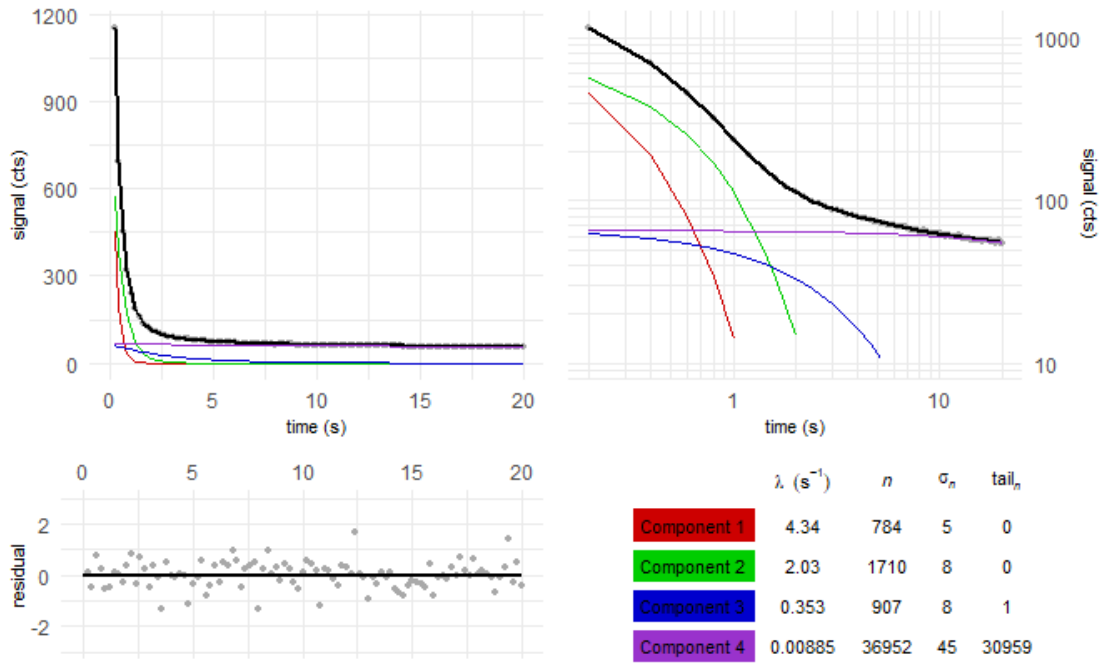 1200
900
600
300
0
signal (cts)
0 5 10 15 20
time (s)
1000
100
10
signal (cts)
1 10
time (s)
0 5 10 15 20
2
0
-2
residual
λ (s⁻¹) n σₙ tailₙ
Component 1 4.34 784 5 0
Component 2 2.03 1710 8 0
Component 3 0.353 907 8 1
Component 4 0.00885 36952 45 30959